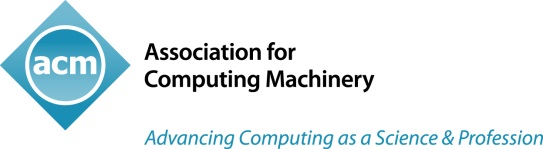 acm
Association for
Computing Machinery
Advancing Computing as a Science & Profession